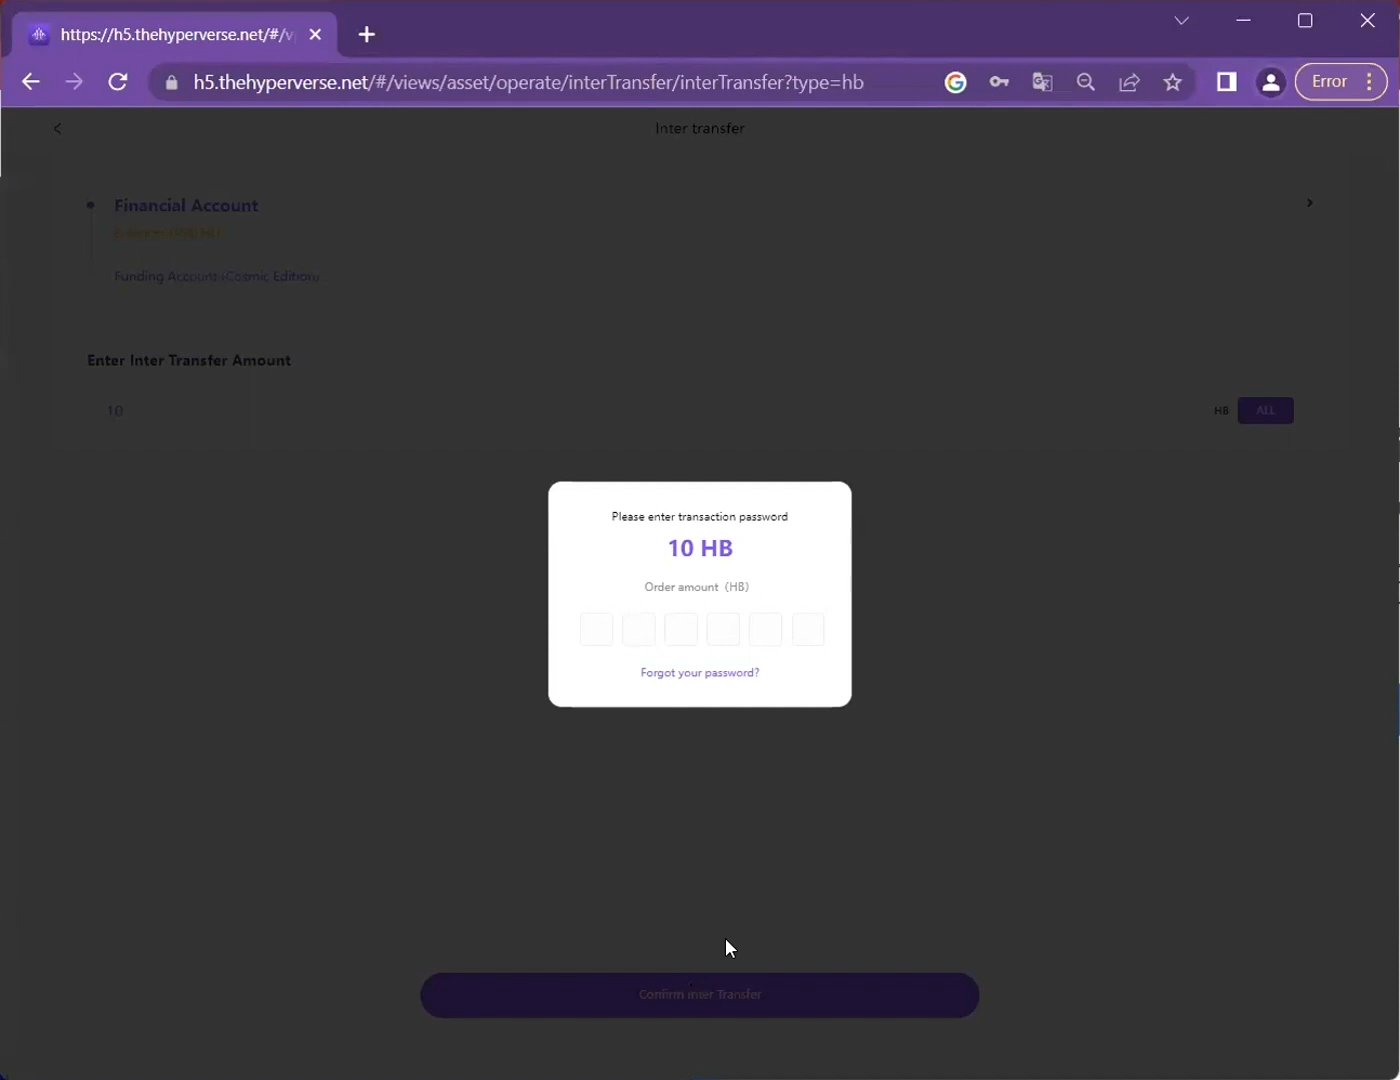 https://h5.thehyperverse.net/#/v
h5.thehyperverse.net/#/views/asset/operate/interTransfer/interTransfer?type=hb
Error
Inter transfer
Financial Account
Funding Account (Cosmic Edition)
Enter Inter Transfer Amount
10
HB
ALL
Please enter transaction password
10 HB
Order amount (HB)
Forgot your password?
Confirm Inter Transfer